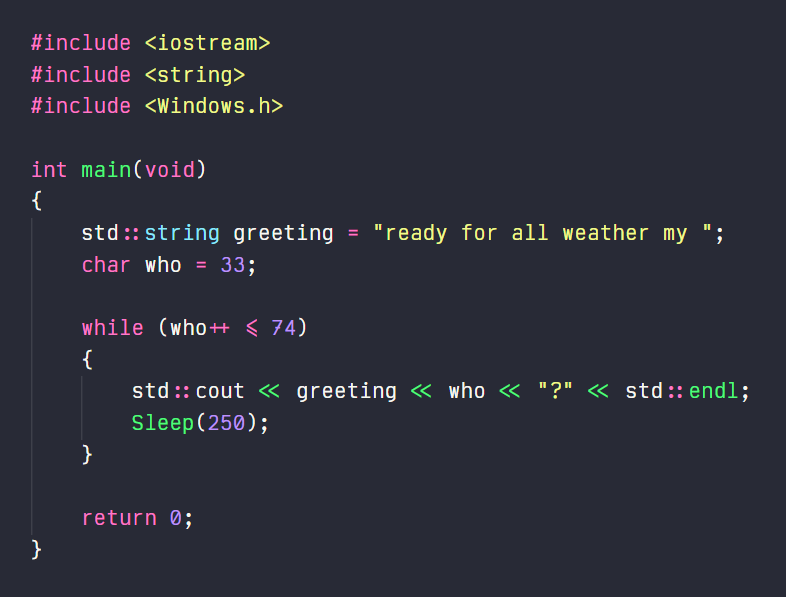 #include <iostream>
#include <string>
#include <Windows.h>
int main(void)
{
std::string greeting = "ready for all weather my ";
char who = 33;
while (who++ <= 74)
{
std::cout << greeting << who << "?" << std::endl;
Sleep(250);
}
return 0;
}